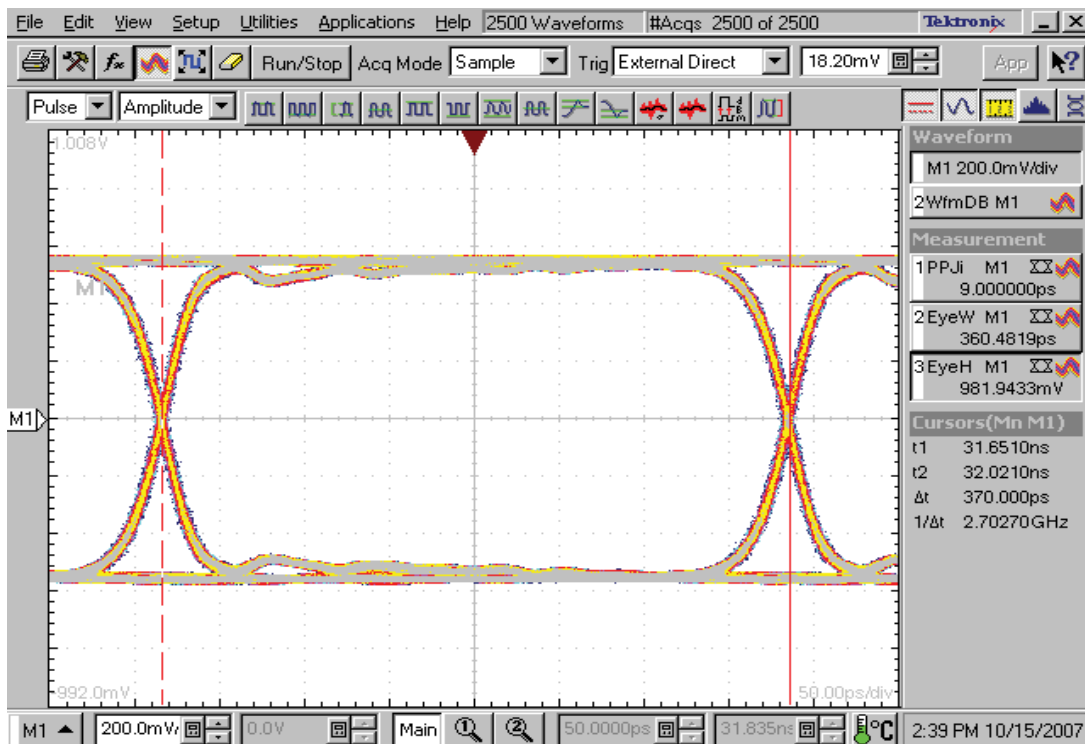 File Edit View Setup Utilities Applications Help 2500 Waveforms #Acqs 2500 of 2500 Tektronix
Run/Stop Acq Mode Sample Trig External Direct 18.20mV App
Pulse Amplitude
1.008V
M1
M1
-992.0mV
50.00ps/div
Waveform
M1 200.0mV/div
2WfmDB M1
Measurement
1PPJi M1
9.000000ps
2EyeW M1
360.4819ps
3EyeH M1
981.9433mV
Cursors(Mn M1)
t1 31.6510ns
t2 32.0210ns
Δt 370.000ps
1/Δt 2.70270GHz
M1 200.0mV/ 0.0V Main 1 2 50.0000ps 31.835ns °C 2:39 PM 10/15/2007